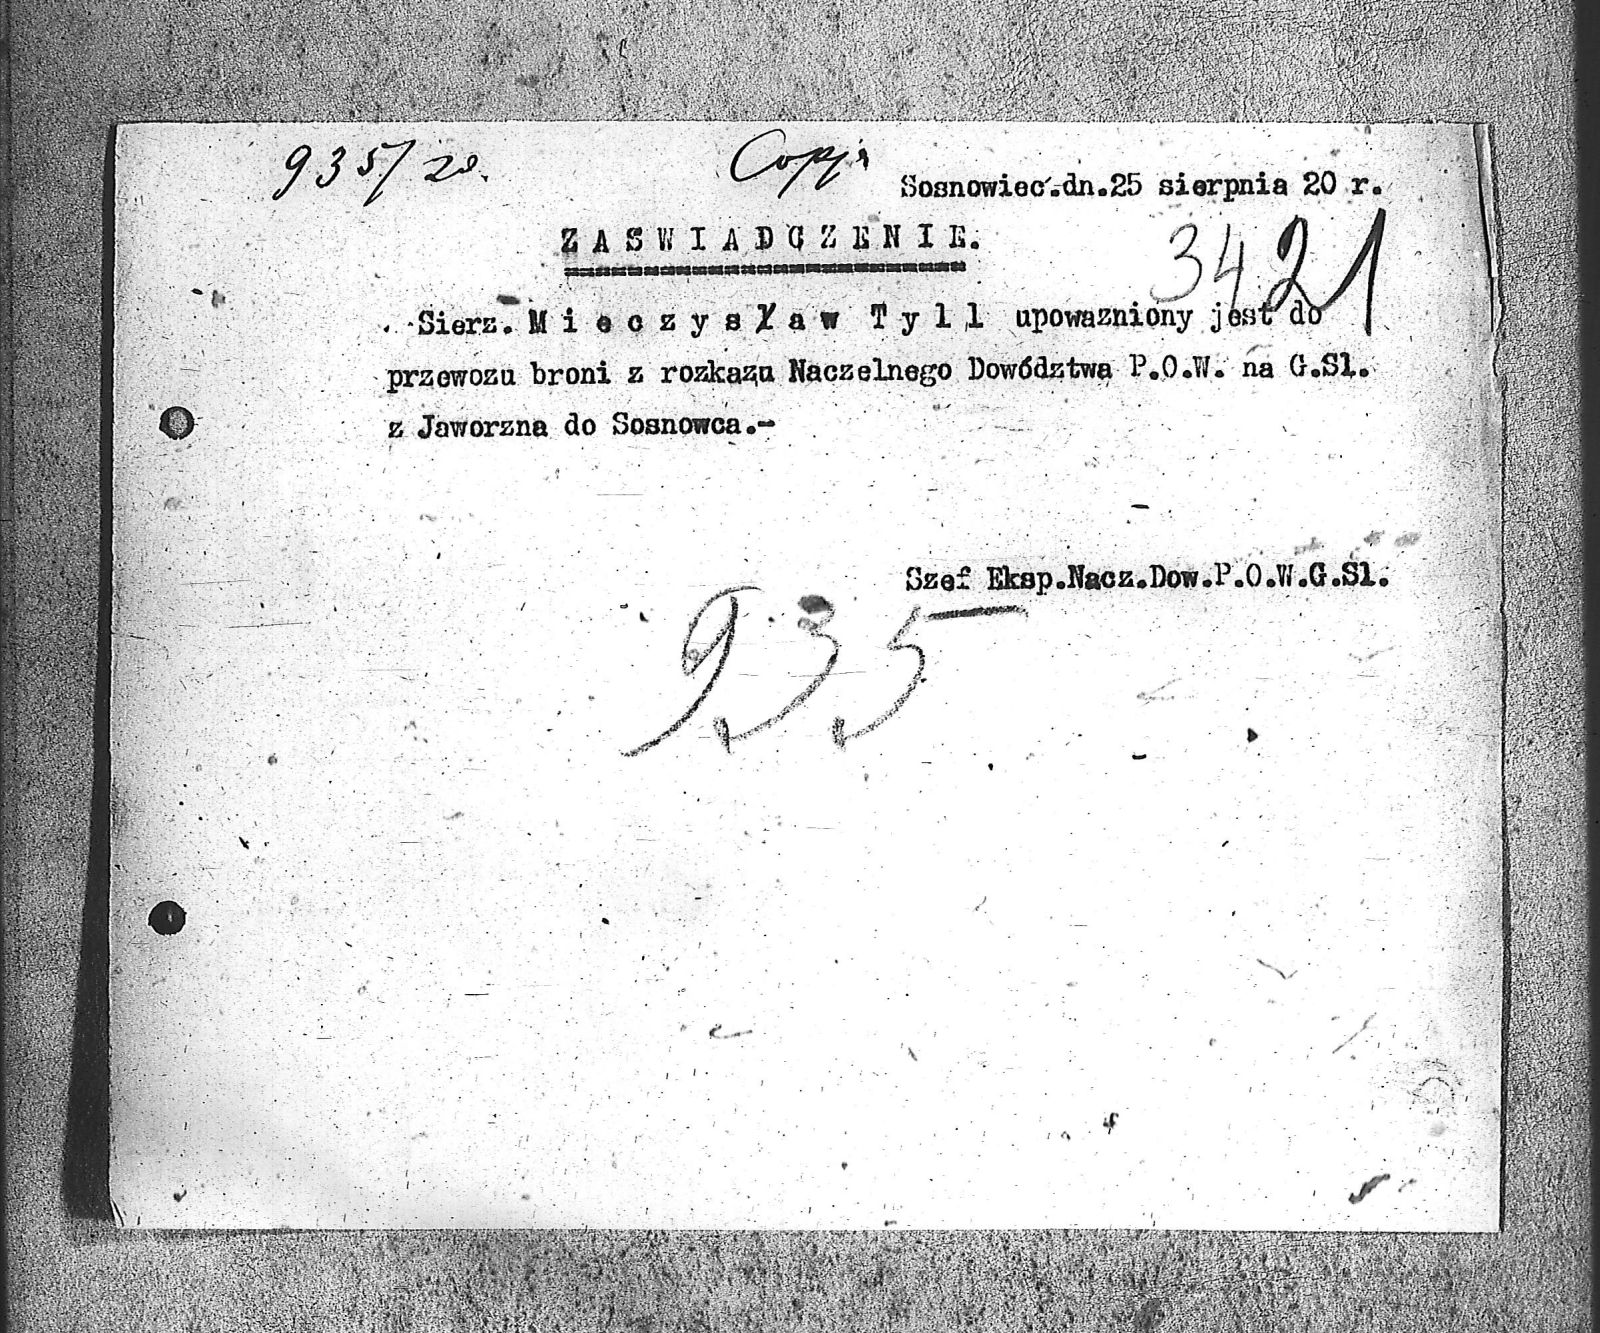 935/20.
Copja
Sosnowiec.dn.25 sierpnia 20 r.
ZASWIADCZENIE.
3421
Sierz. Mieczysław Tyll upowazniony jest do
przewozu broni z rozkazu Naczelnego Dowództwa P.O.W. na G.Sl.
z Jaworzna do Sosnowca.-
Szef Eksp.Nacz.Dow.P.O.W.G.Sl.
935